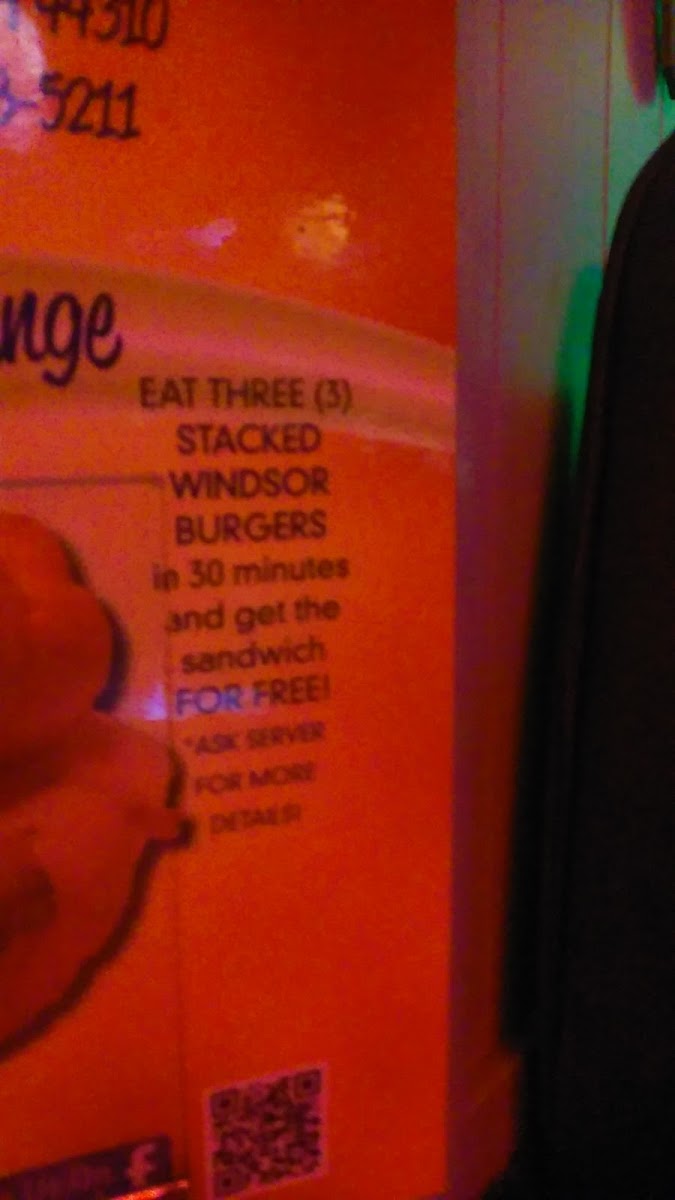 44310
-5211
nge
EAT THREE (3)
STACKED
WINDSOR
BURGERS
in 30 minutes
and get the
sandwich
FOR FREE!
*ASK SERVER
FOR MORE
DETAILS!
f